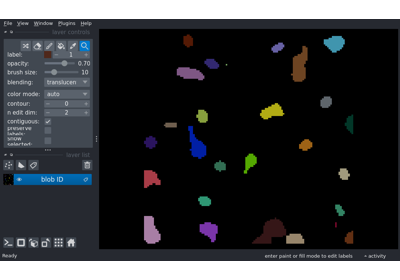 File View Window Plugins Help
layer controls
label: 1
opacity: 0.70
brush size: 10
blending: translucen
color mode: auto
contour: 0
n edit dim: 2
contiguous:
preserve labels:
show selected:
layer list
blob ID
Ready enter paint or fill mode to edit labels activity